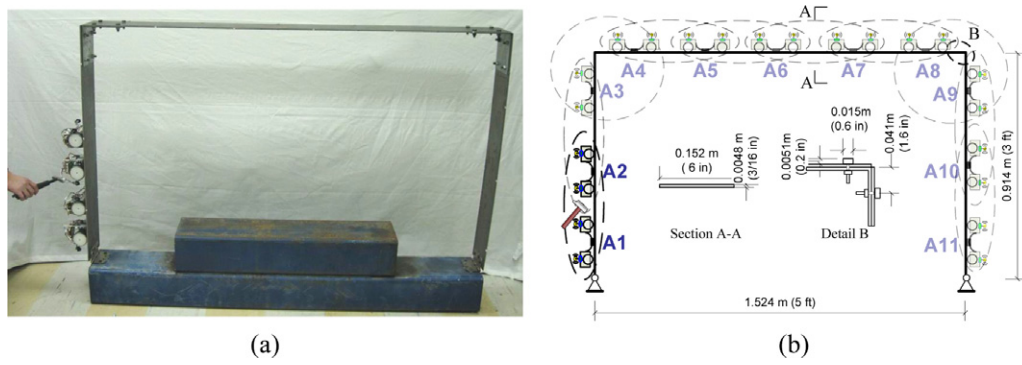 A
B
A4 A5 A6 A7 A8
A
A3
A9
0.015m
(0.6 in)
0.041m
(1.6 in)
0.0051m
(0.2 in)
0.152 m
( 6 in)
0.0048 m
(3/16 in)
A2
A10
0.914 m (3 ft)
Section A-A
Detail B
A1
A11
1.524 m (5 ft)
(a)
(b)